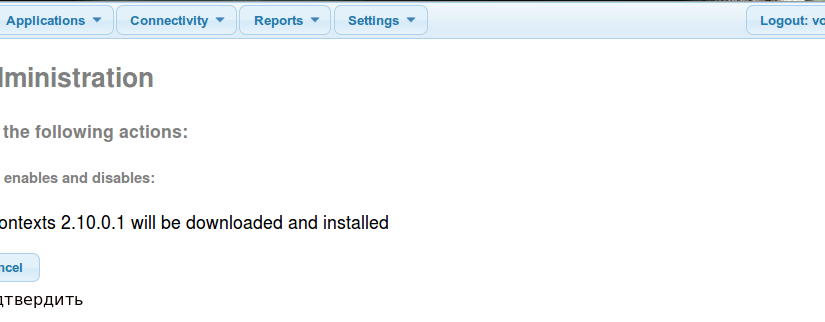 Applications Connectivity Reports Settings Logout: vo
dministration
the following actions:
enables and disables:
ontexts 2.10.0.1 will be downloaded and installed
ncel
дтвердить